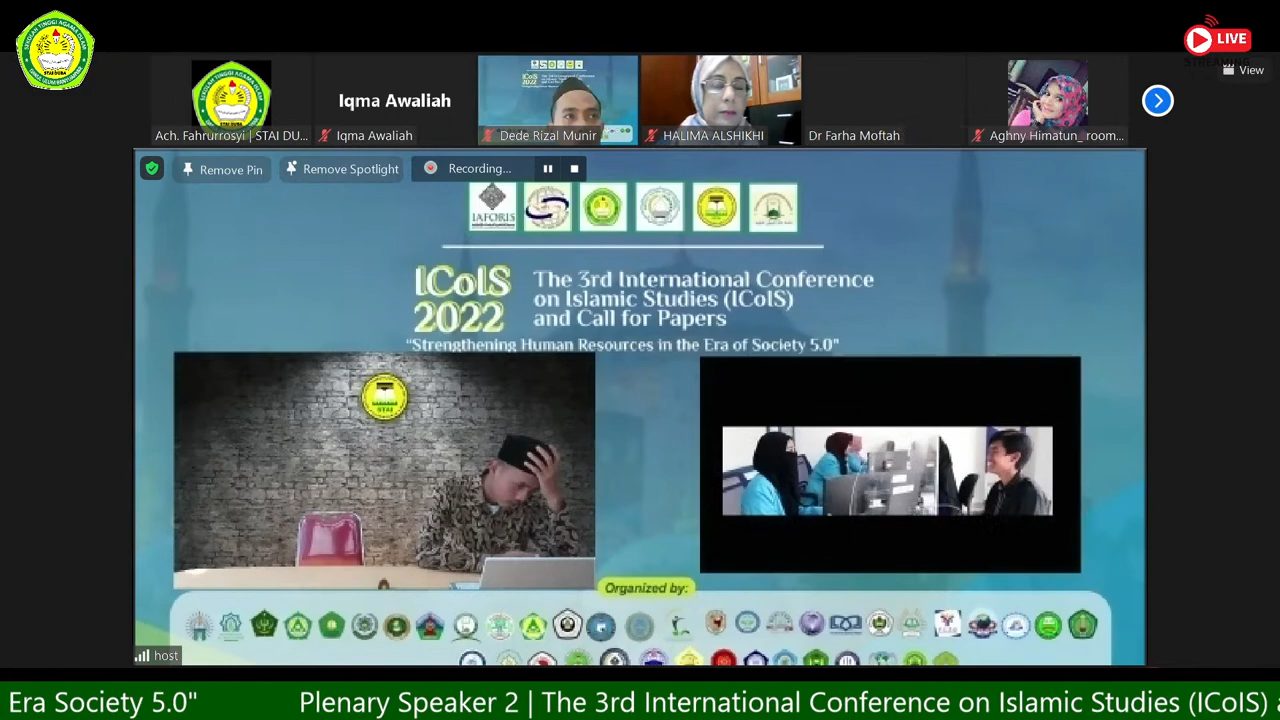 LIVE
STREAMING
View
Iqma Awaliah
Ach. Fahrurrosyi | STAI DU...
Iqma Awaliah
Dede Rizal Munir
HALIMA ALSHIKHI
Dr Farha Moftah
Aghny Himatun_ room...
Remove Pin
Remove Spotlight
Recording...
IAFORIS
ICoIS
2022
The 3rd International Conference
on Islamic Studies (ICoIS)
and Call for Papers
"Strengthening Human Resources in the Era of Society 5.0"
STAI
Organized by:
host
Era Society 5.0"
Plenary Speaker 2 | The 3rd International Conference on Islamic Studies (ICoIS)